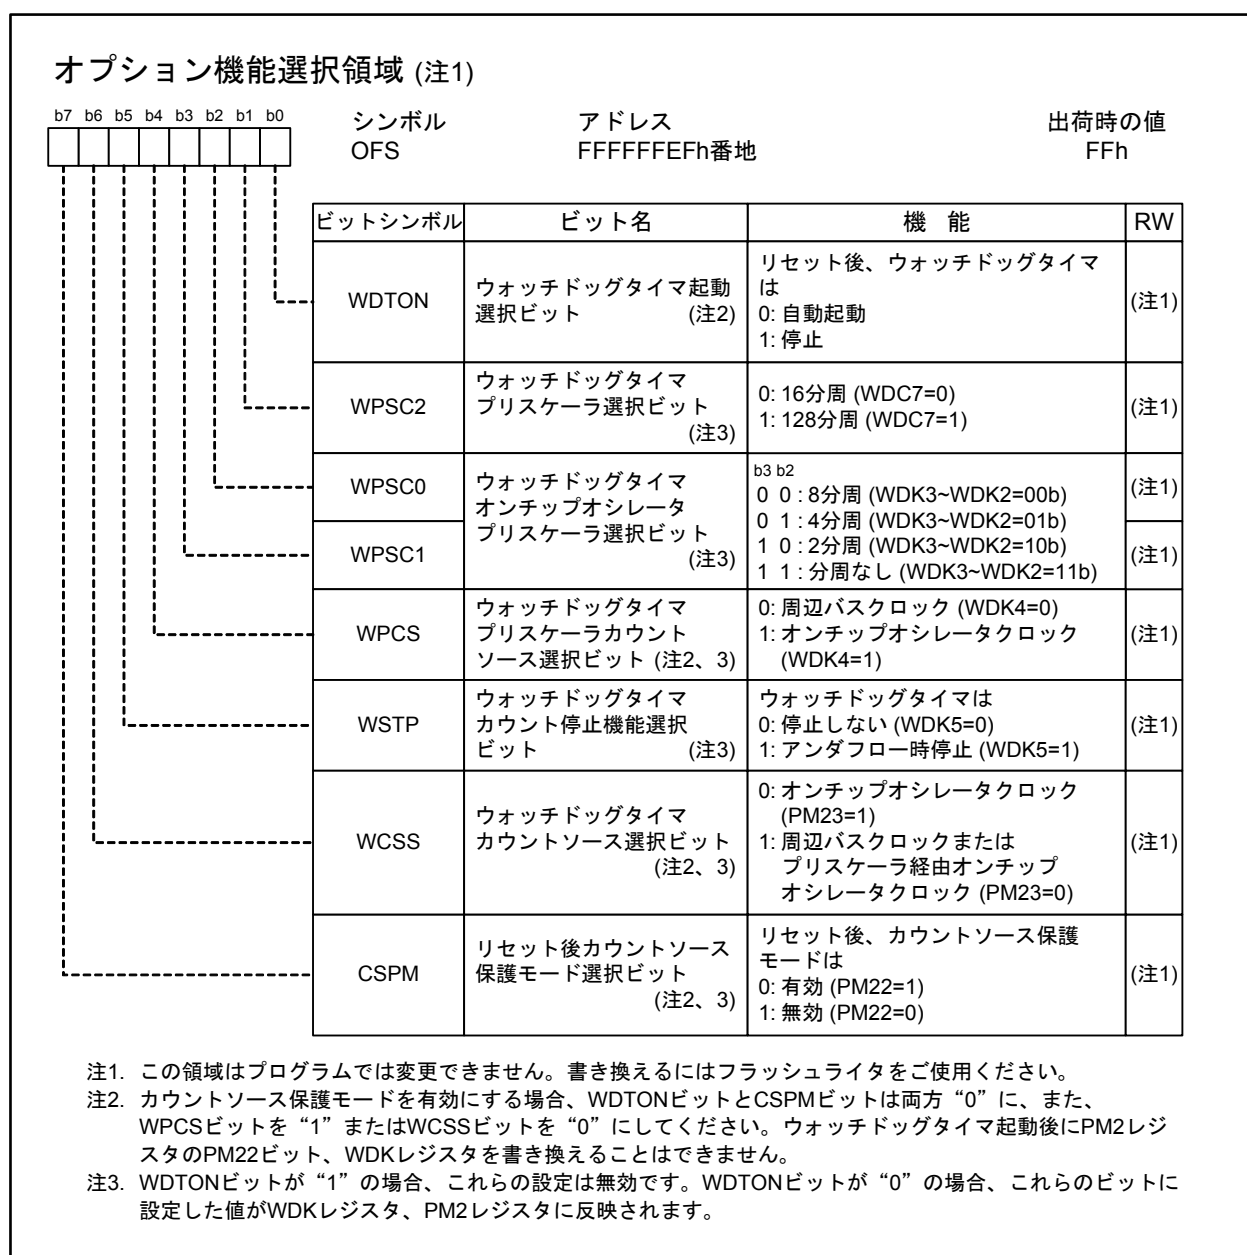 オプション機能選択領域 (注1)
b7 b6 b5 b4 b3 b2 b1 b0
シンボル アドレス 出荷時の値
OFS FFFFFFEFh番地 FFh
ビットシンボル ビット名 機 能 RW
WDTON
ウォッチドッグタイマ起動
選択ビット (注2)
リセット後、ウォッチドッグタイマ
は
0: 自動起動
1: 停止
(注1)
WPSC2
ウォッチドッグタイマ
プリスケーラ選択ビット
(注3)
0: 16分周 (WDC7=0)
1: 128分周 (WDC7=1)
(注1)
WPSC0
WPSC1
ウォッチドッグタイマ
オンチップオシレータ
プリスケーラ選択ビット
(注3)
b3 b2
0 0 : 8分周 (WDK3~WDK2=00b)
0 1 : 4分周 (WDK3~WDK2=01b)
1 0 : 2分周 (WDK3~WDK2=10b)
1 1 : 分周なし (WDK3~WDK2=11b)
(注1)
(注1)
WPCS
ウォッチドッグタイマ
プリスケーラカウント
ソース選択ビット (注2、3)
0: 周辺バスクロック (WDK4=0)
1: オンチップオシレータクロック
(WDK4=1)
(注1)
WSTP
ウォッチドッグタイマ
カウント停止機能選択
ビット (注3)
ウォッチドッグタイマは
0: 停止しない (WDK5=0)
1: アンダフロー時停止 (WDK5=1)
(注1)
WCSS
ウォッチドッグタイマ
カウントソース選択ビット
(注2、3)
0: オンチップオシレータクロック
(PM23=1)
1: 周辺バスクロックまたは
プリスケーラ経由オンチップ
オシレータクロック (PM23=0)
(注1)
CSPM
リセット後カウントソース
保護モード選択ビット
(注2、3)
リセット後、カウントソース保護
モードは
0: 有効 (PM22=1)
1: 無効 (PM22=0)
(注1)
注1. この領域はプログラムでは変更できません。書き換えるにはフラッシュライタをご使用ください。
注2. カウントソース保護モードを有効にする場合、WDTONビットとCSPMビットは両方“0”に、また、
WPCSビットを“1”またはWCSSビットを“0”にしてください。ウォッチドッグタイマ起動後にPM2レジ
スタのPM22ビット、WDKレジスタを書き換えることはできません。
注3. WDTONビットが“1”の場合、これらの設定は無効です。WDTONビットが“0”の場合、これらのビットに
設定した値がWDKレジスタ、PM2レジスタに反映されます。